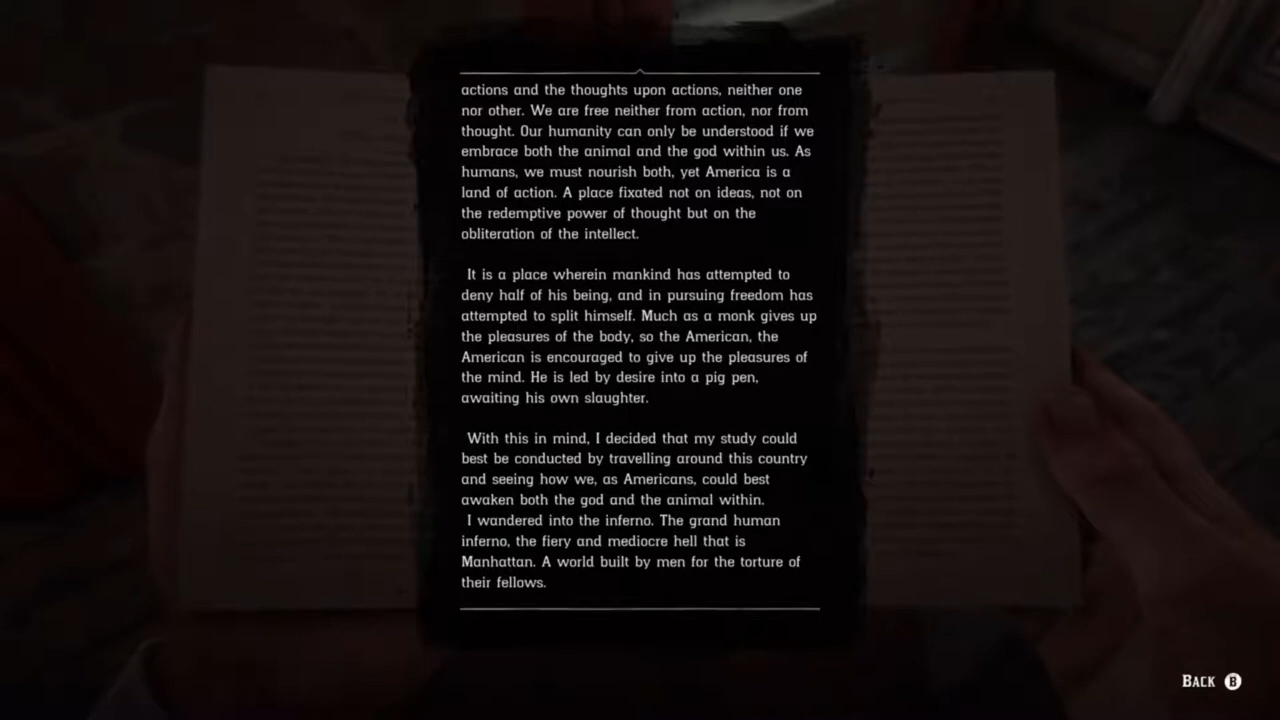 actions and the thoughts upon actions, neither one
nor other. We are free neither from action, nor from
thought. Our humanity can only be understood if we
embrace both the animal and the god within us. As
humans, we must nourish both, yet America is a
land of action. A place fixated not on ideas, not on
the redemptive power of thought but on the
obliteration of the intellect.
It is a place wherein mankind has attempted to
deny half of his being, and in pursuing freedom has
attempted to split himself. Much as a monk gives up
the pleasures of the body, so the American, the
American is encouraged to give up the pleasures of
the mind. He is led by desire into a pig pen,
awaiting his own slaughter.
With this in mind, I decided that my study could
best be conducted by travelling around this country
and seeing how we, as Americans, could best
awaken both the god and the animal within.
I wandered into the inferno. The grand human
inferno, the fiery and mediocre hell that is
Manhattan. A world built by men for the torture of
their fellows.
BACK B